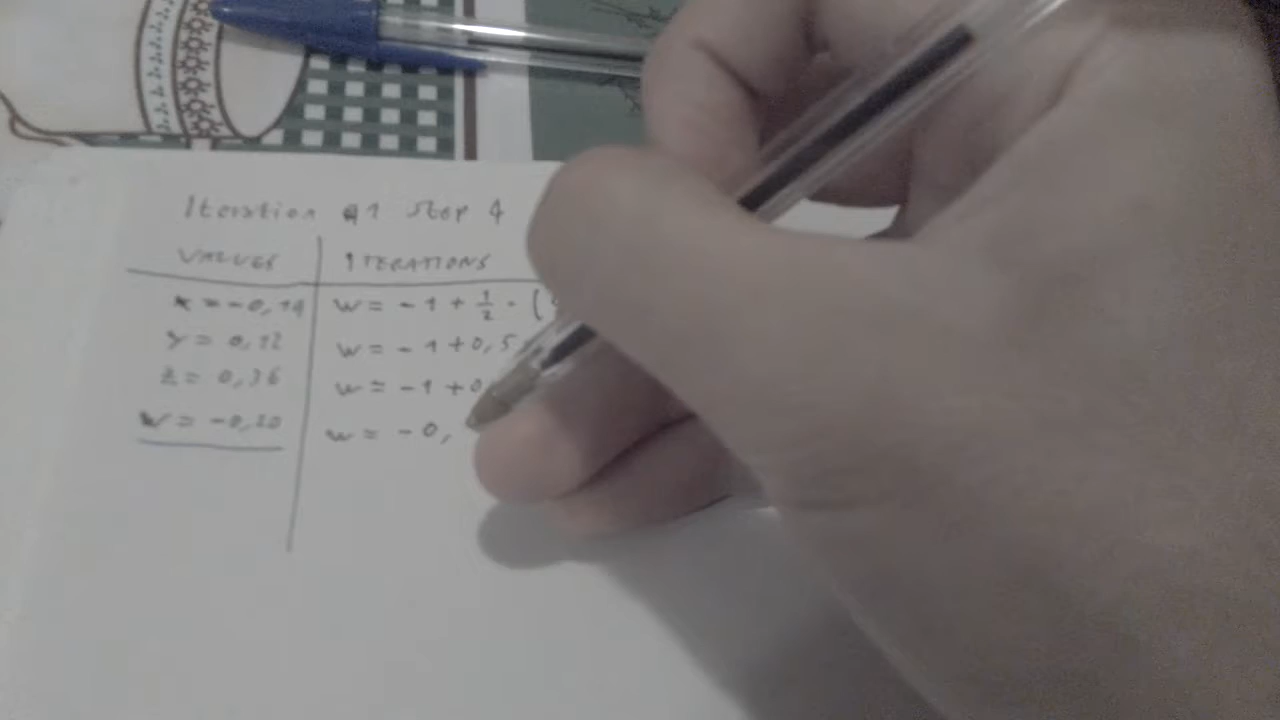 Iteration #1 Step 4
VALUES ITERATIONS
x = -0,14 w = -1 + 1/2 · (
y = 0,12 w = -1 + 0,5
z = 0,36 w = -1 + 0
w = -0,20 w = -0,